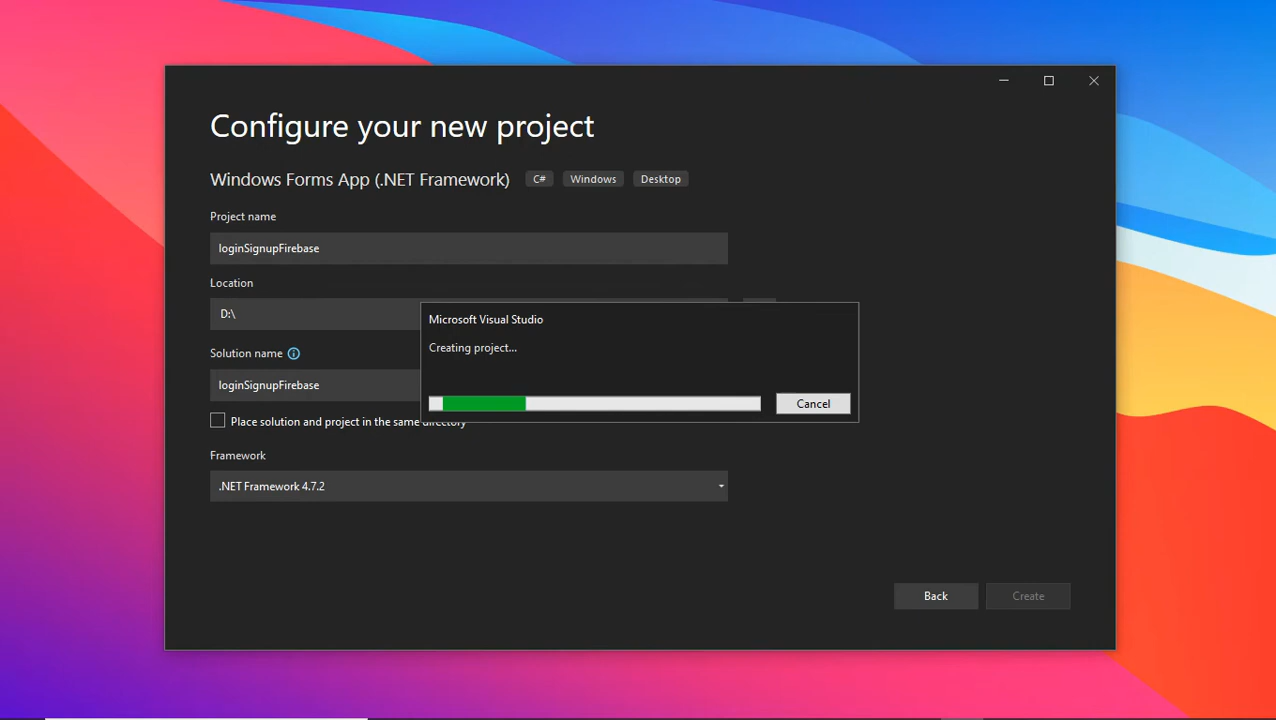 Configure your new project
Windows Forms App (.NET Framework) C# Windows Desktop
Project name
loginSignupFirebase
Location
D:\
Microsoft Visual Studio
Creating project...
Solution name
loginSignupFirebase
Cancel
Place solution and project in the same directory
Framework
.NET Framework 4.7.2
Back Create